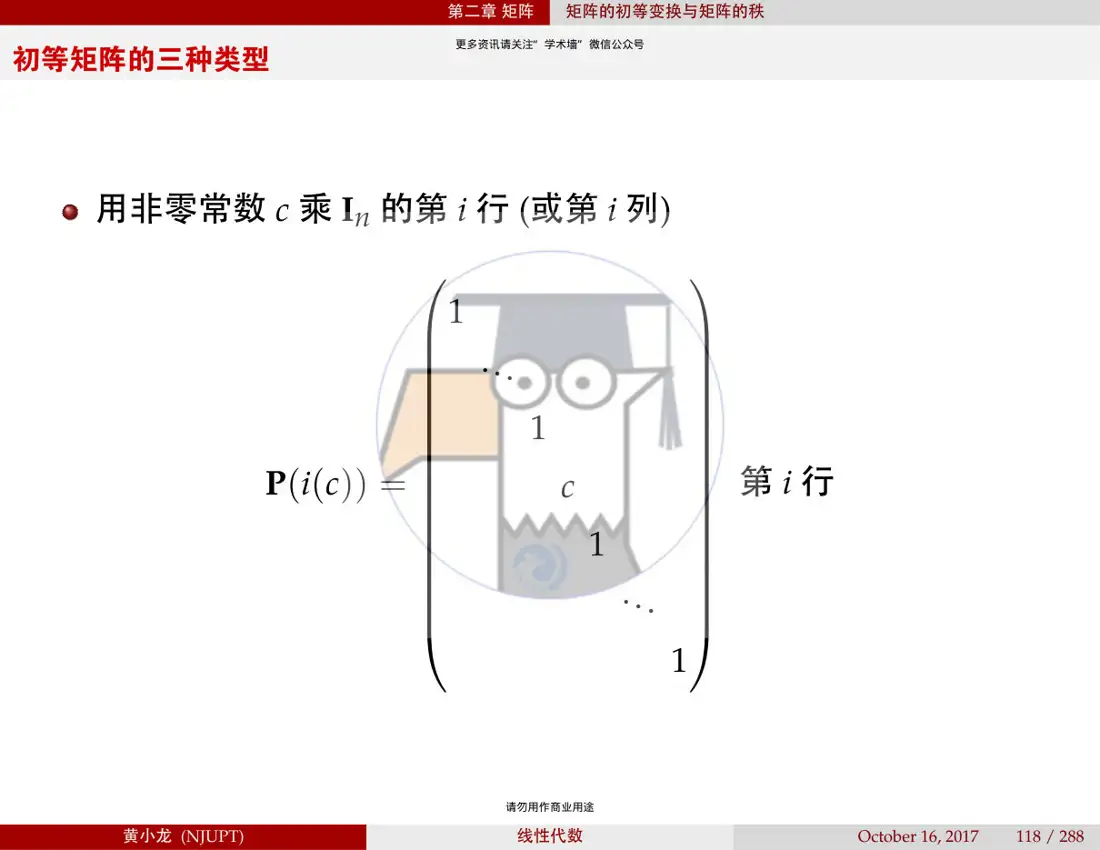 第二章 矩阵 矩阵的初等变换与矩阵的秩
更多资讯请关注“学术墙”微信公众号
初等矩阵的三种类型
用非零常数 c 乘 Iₙ 的第 i 行 (或第 i 列)
1
⋱
1
P(i(c)) = c 第 i 行
1
⋱
1
请勿用作商业用途
黄小龙 (NJUPT) 线性代数 October 16, 2017 118 / 288